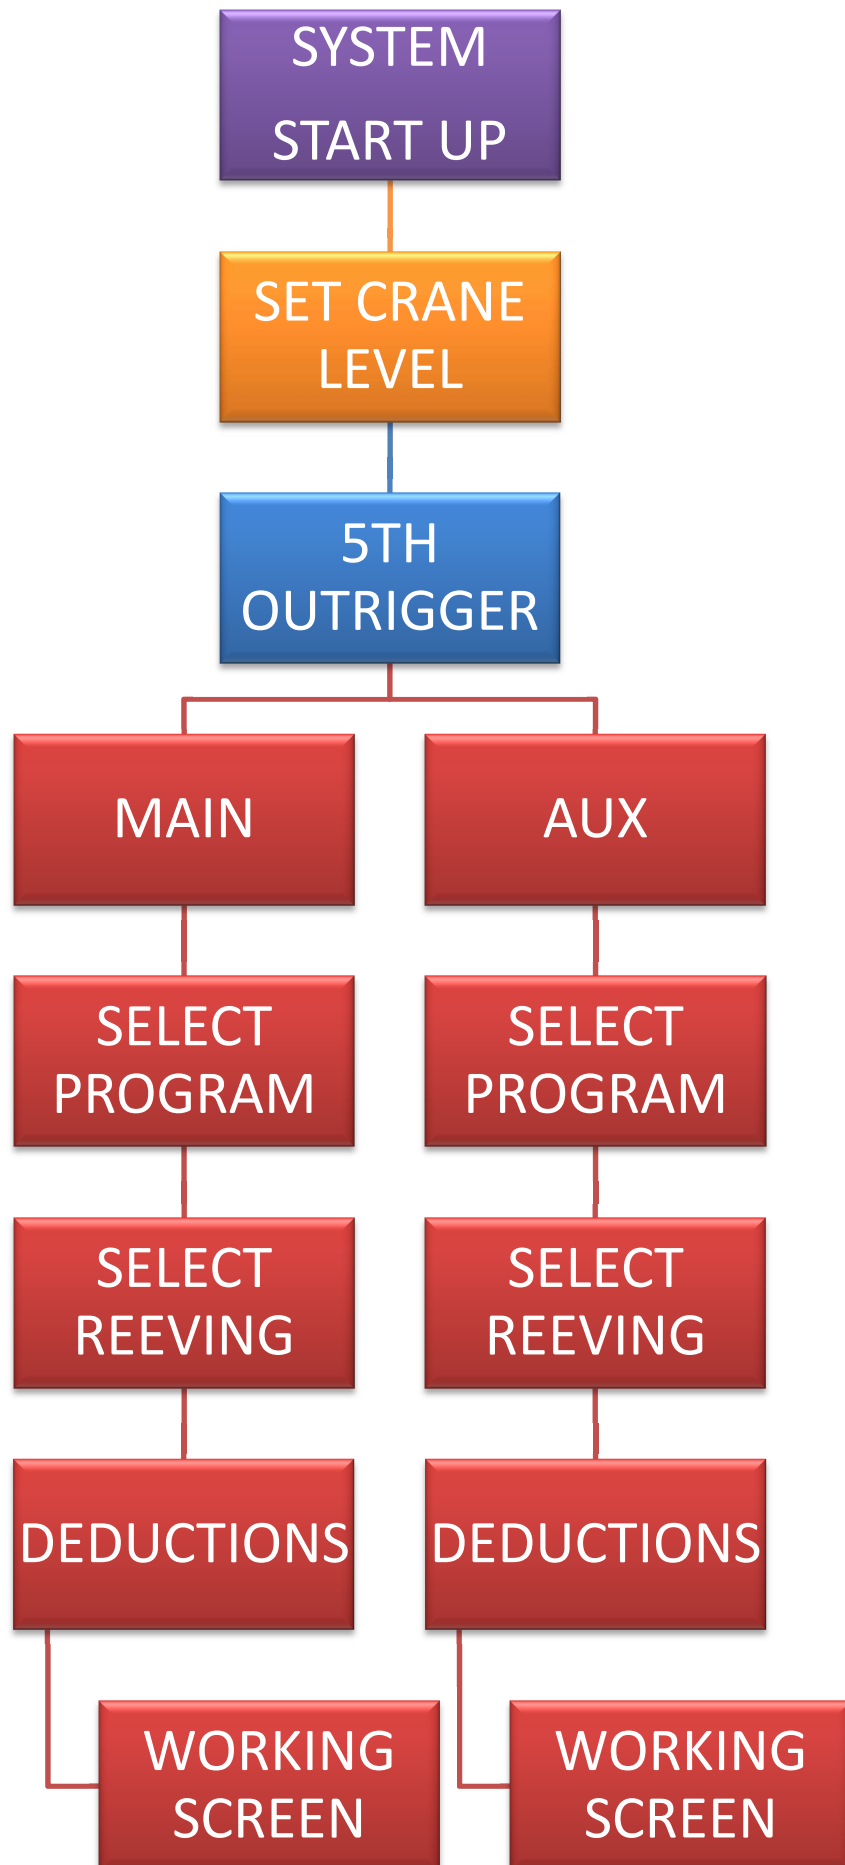 SYSTEM
START UP
SET CRANE
LEVEL
5TH
OUTRIGGER
MAIN
AUX
SELECT
PROGRAM
SELECT
PROGRAM
SELECT
REEVING
SELECT
REEVING
DEDUCTIONS
DEDUCTIONS
WORKING
SCREEN
WORKING
SCREEN